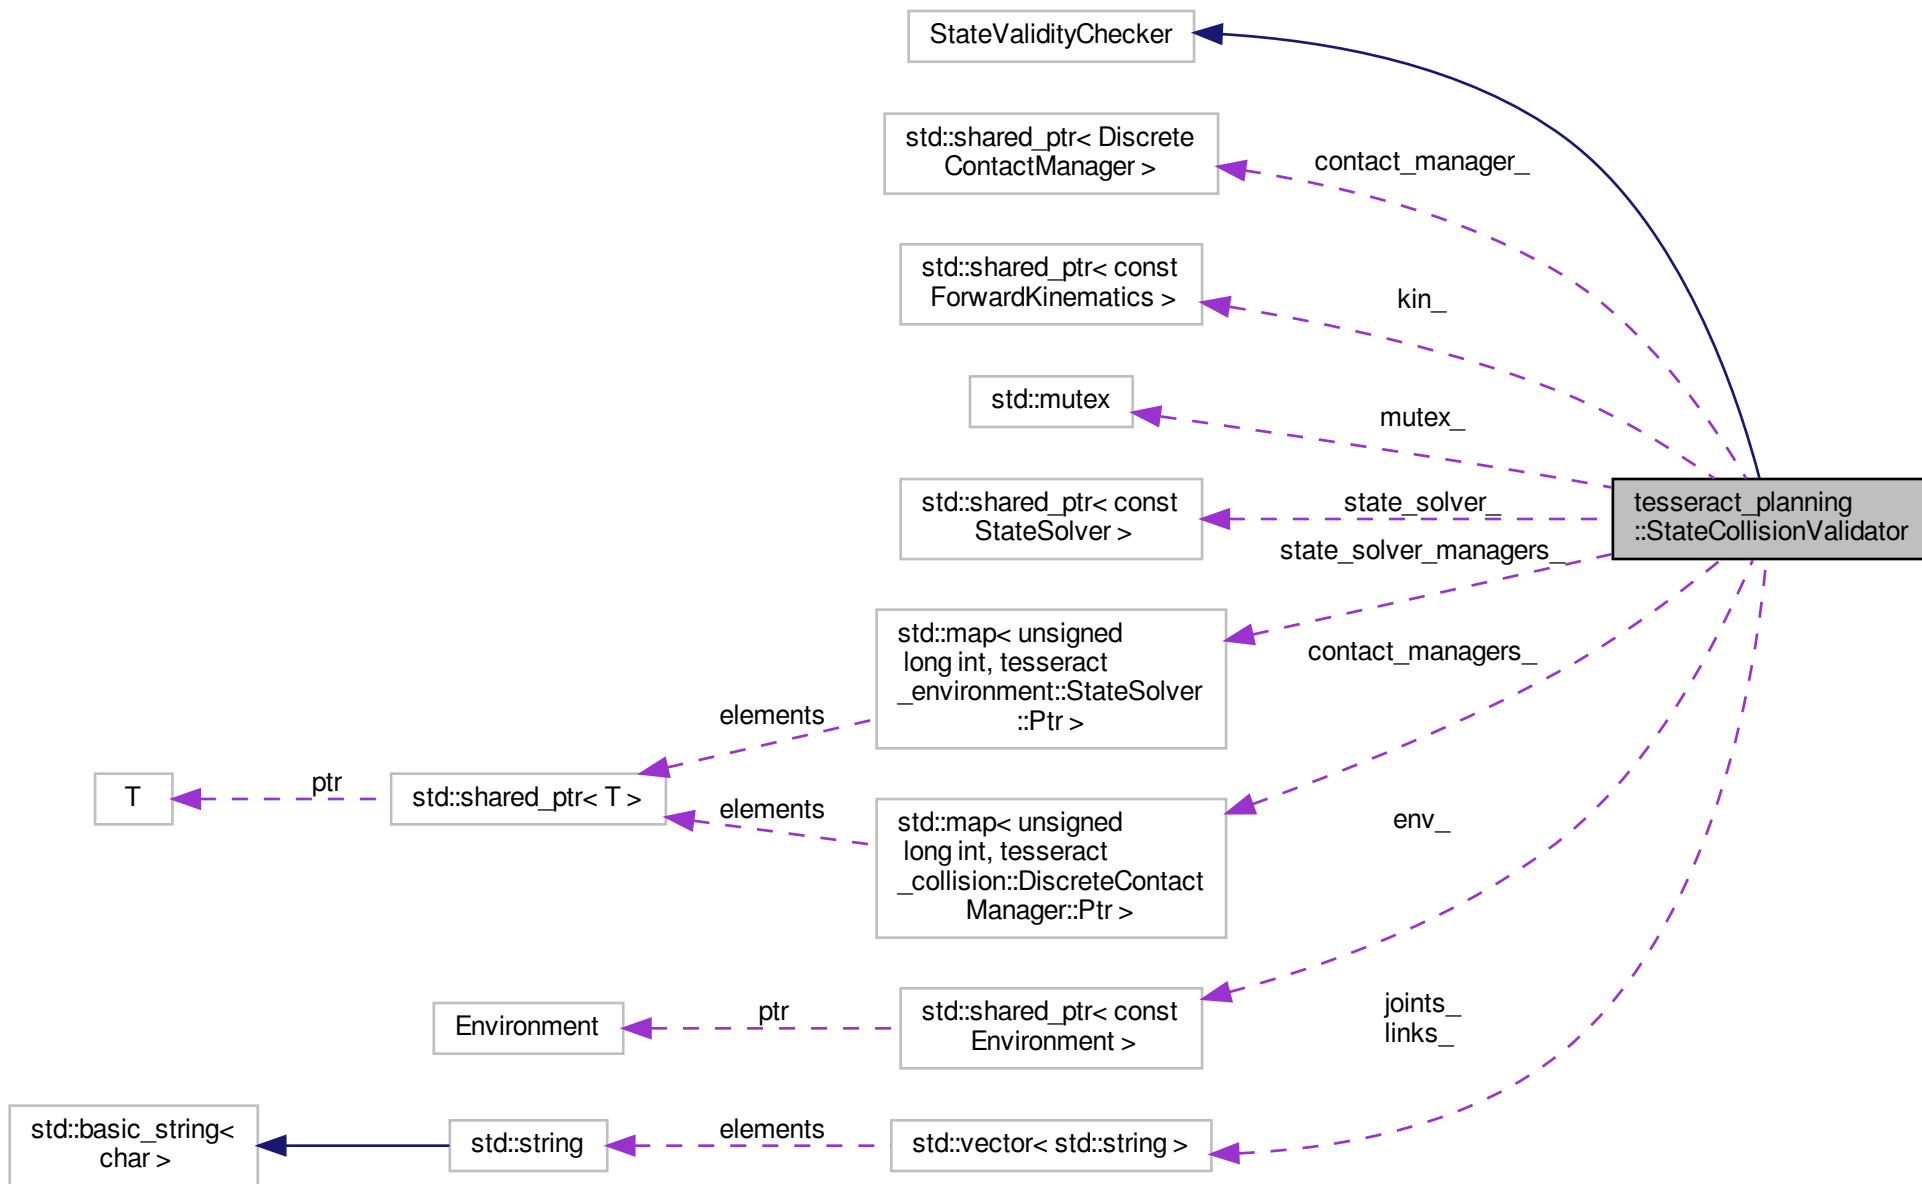 StateValidityChecker
std::shared_ptr< Discrete
ContactManager >
contact_manager_
std::shared_ptr< const
ForwardKinematics >
kin_
std::mutex
mutex_
std::shared_ptr< const
StateSolver >
state_solver_
tesseract_planning
::StateCollisionValidator
state_solver_managers_
std::map< unsigned
long int, tesseract
_environment::StateSolver
::Ptr >
contact_managers_
elements
T
ptr
std::shared_ptr< T >
elements
std::map< unsigned
long int, tesseract
_collision::DiscreteContact
Manager::Ptr >
env_
Environment
ptr
std::shared_ptr< const
Environment >
joints_
links_
std::basic_string<
char >
std::string
elements
std::vector< std::string >